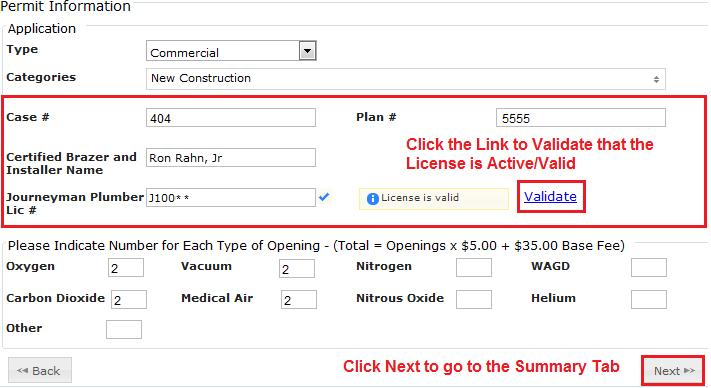 Permit Information
Application
Type Commercial
Categories New Construction
Case # 404 Plan # 5555
Click the Link to Validate that the
License is Active/Valid
Certified Brazer and
Installer Name
Ron Rahn, Jr
Journeyman Plumber
Lic #
J100** License is valid Validate
Please Indicate Number for Each Type of Opening - (Total = Openings x $5.00 + $35.00 Base Fee)
Oxygen 2 Vacuum 2 Nitrogen WAGD
Carbon Dioxide 2 Medical Air 2 Nitrous Oxide Helium
Other
Back Click Next to go to the Summary Tab Next